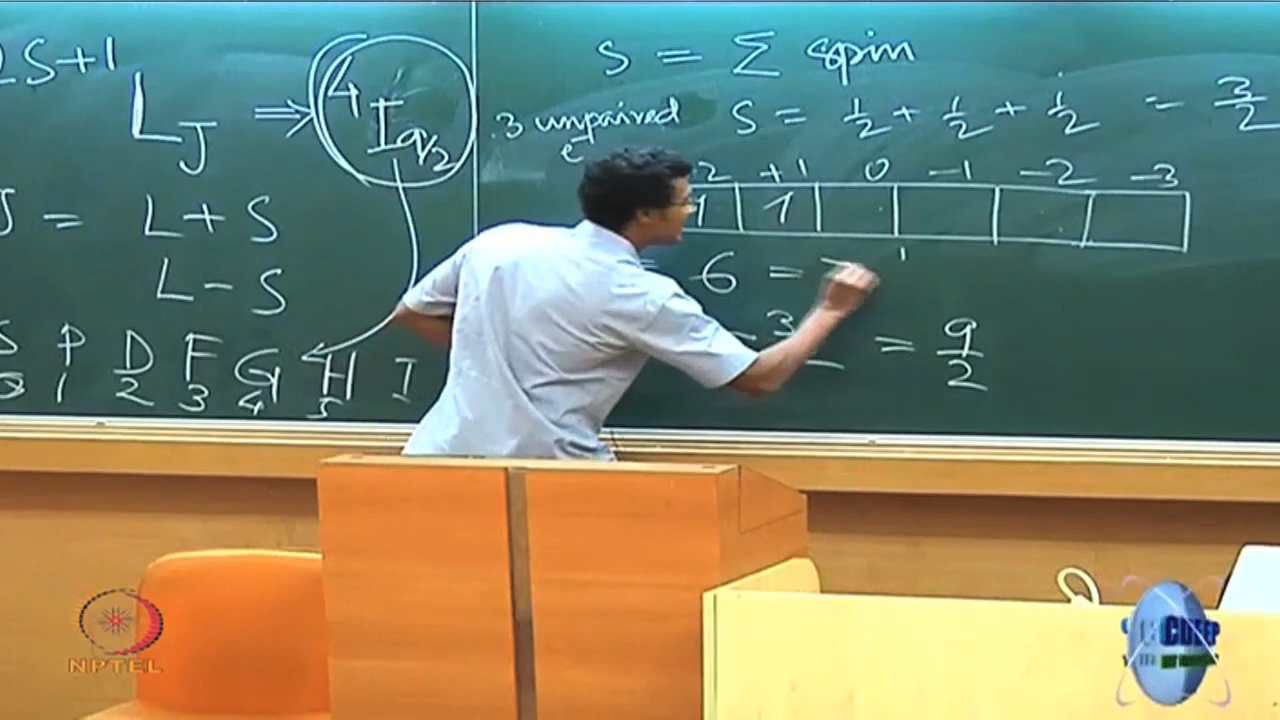 2S+1
L_J ⇒ ⁴I_9/2
J = L + S
L - S
S P D F G H I
0 1 2 3 4 5
S = Σ spin
3 unpaired e⁻ S = 1/2 + 1/2 + 1/2 = 3/2
2 +1 0 -1 -2 -3
1 1
= 6 =
- 3 = 9/2
NPTEL
CDEEP